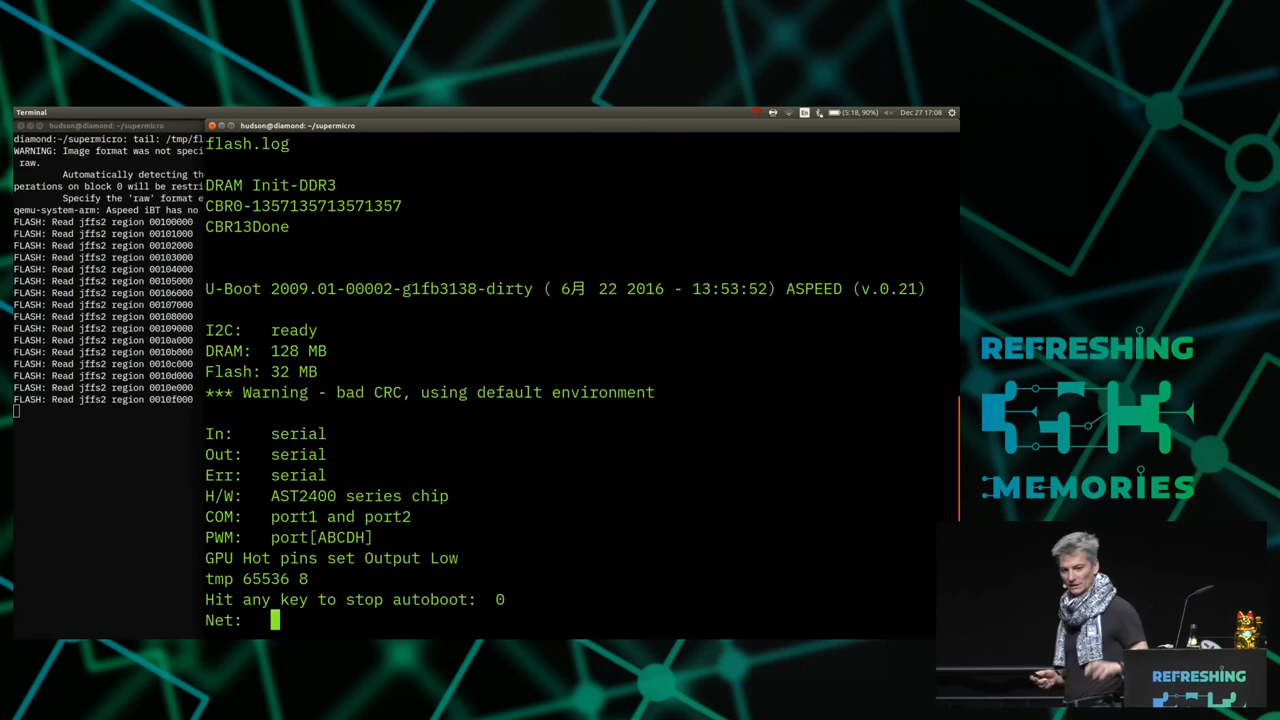 Terminal
En
(5:18, 90%)
Dec 27 17:08
hudson@diamond: ~/supermicro
hudson@diamond: ~/supermicro
diamond:~/supermicro: tail: /tmp/fl
WARNING: Image format was not speci
raw.
Automatically detecting th
perations on block 0 will be restri
Specify the 'raw' format e
qemu-system-arm: Aspeed iBT has no
FLASH: Read jffs2 region 00100000
FLASH: Read jffs2 region 00101000
FLASH: Read jffs2 region 00102000
FLASH: Read jffs2 region 00103000
FLASH: Read jffs2 region 00104000
FLASH: Read jffs2 region 00105000
FLASH: Read jffs2 region 00106000
FLASH: Read jffs2 region 00107000
FLASH: Read jffs2 region 00108000
FLASH: Read jffs2 region 00109000
FLASH: Read jffs2 region 0010a000
FLASH: Read jffs2 region 0010b000
FLASH: Read jffs2 region 0010c000
FLASH: Read jffs2 region 0010d000
FLASH: Read jffs2 region 0010e000
FLASH: Read jffs2 region 0010f000
flash.log
DRAM Init-DDR3
CBR0-1357135713571357
CBR13Done
U-Boot 2009.01-00002-g1fb3138-dirty ( 6月 22 2016 - 13:53:52) ASPEED (v.0.21)
I2C: ready
DRAM: 128 MB
Flash: 32 MB
*** Warning - bad CRC, using default environment
In: serial
Out: serial
Err: serial
H/W: AST2400 series chip
COM: port1 and port2
PWM: port[ABCDH]
GPU Hot pins set Output Low
tmp 65536 8
Hit any key to stop autoboot: 0
Net:
REFRESHING
MEMORIES
REFRESHING